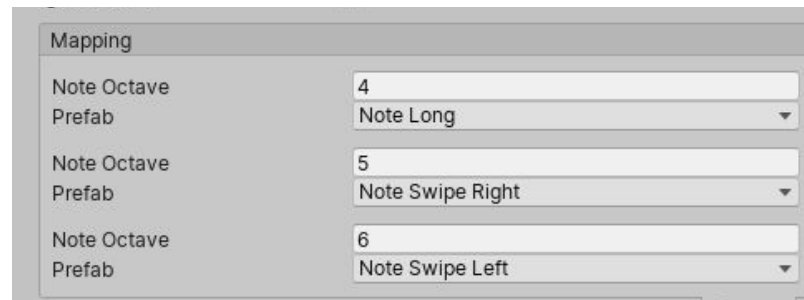 Mapping
Note Octave 4
Prefab Note Long
Note Octave 5
Prefab Note Swipe Right
Note Octave 6
Prefab Note Swipe Left